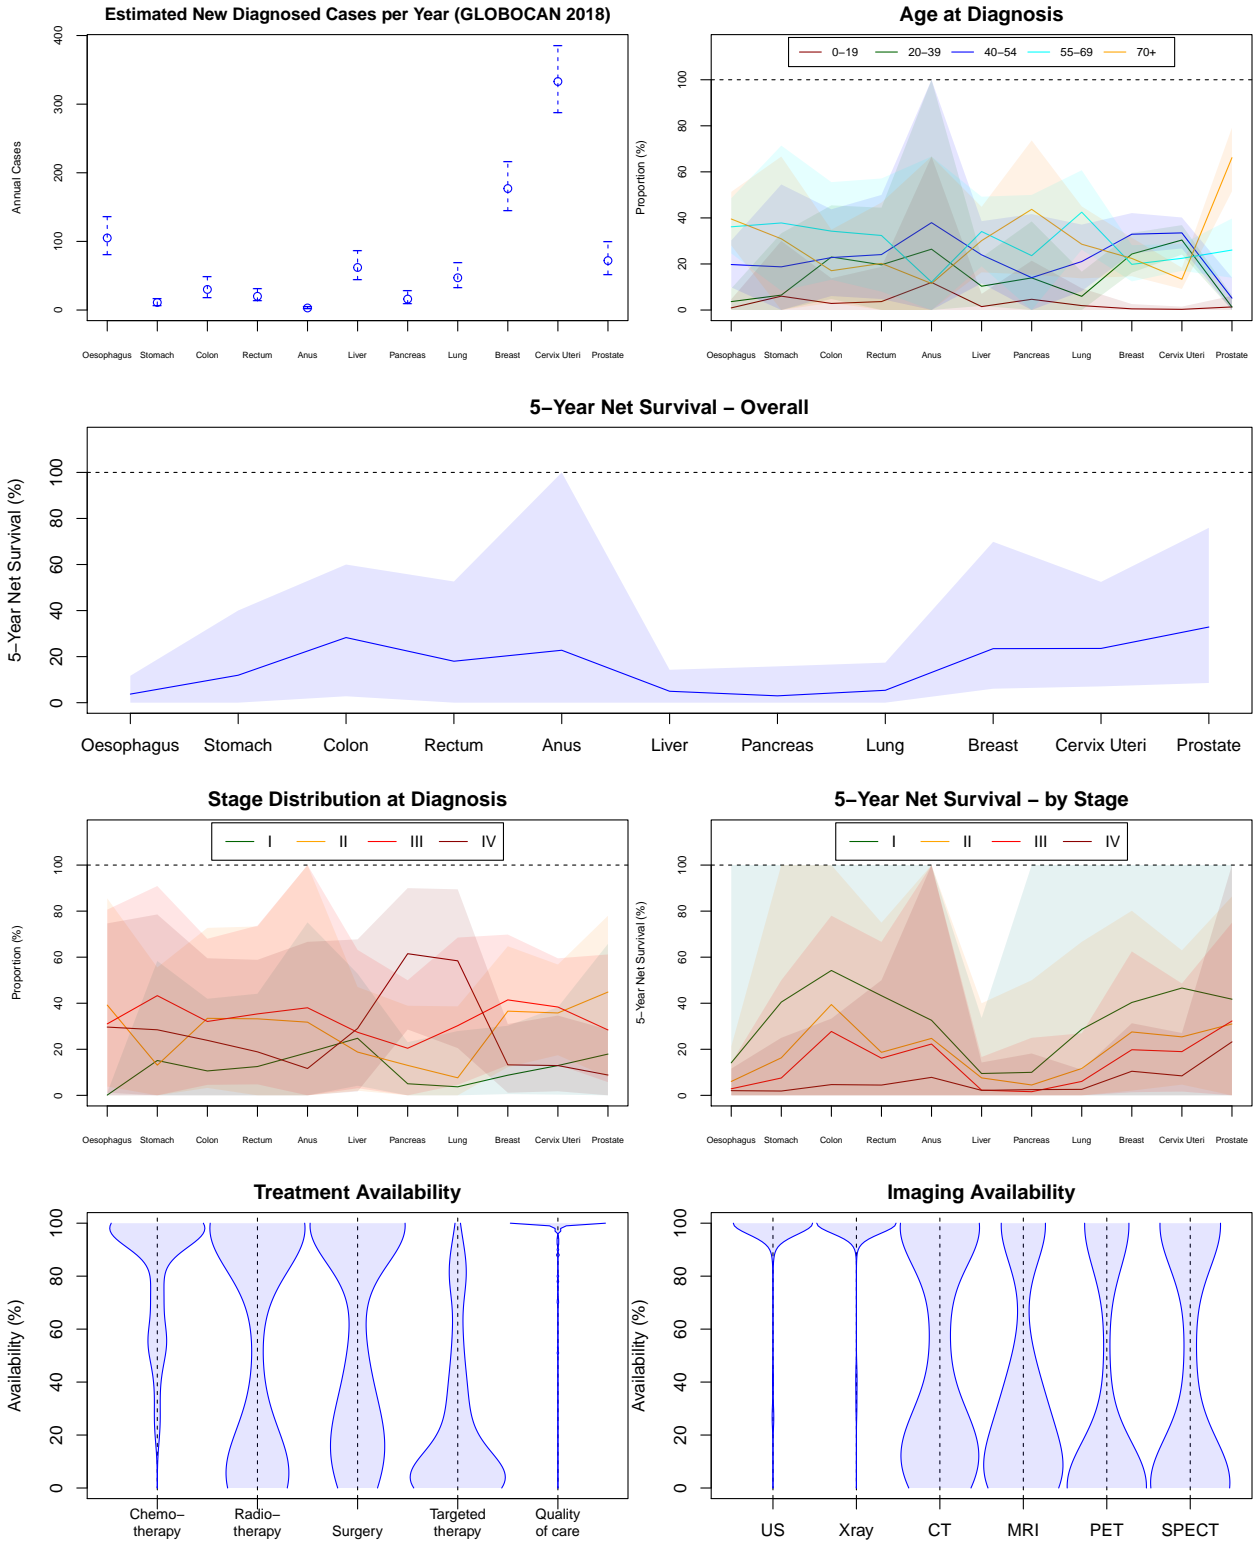 Estimated New Diagnosed Cases per Year (GLOBOCAN 2018)
Annual Cases
0
100
200
300
400
Oesophagus Stomach Colon Rectum Anus Liver Pancreas Lung Breast Cervix Uteri Prostate
Age at Diagnosis
0−19 20−39 40−54 55−69 70+
Proportion (%)
0
20
40
60
80
100
Oesophagus Stomach Colon Rectum Anus Liver Pancreas Lung Breast Cervix Uteri Prostate
5−Year Net Survival − Overall
5−Year Net Survival (%)
0
20
40
60
80
100
Oesophagus Stomach Colon Rectum Anus Liver Pancreas Lung Breast Cervix Uteri Prostate
Stage Distribution at Diagnosis
I II III IV
Proportion (%)
0
20
40
60
80
100
Oesophagus Stomach Colon Rectum Anus Liver Pancreas Lung Breast Cervix Uteri Prostate
5−Year Net Survival − by Stage
I II III IV
5−Year Net Survival (%)
0
20
40
60
80
100
Oesophagus Stomach Colon Rectum Anus Liver Pancreas Lung Breast Cervix Uteri Prostate
Treatment Availability
Availability (%)
0
20
40
60
80
100
Chemo−
therapy
Radio−
therapy
Surgery
Targeted
therapy
Quality
of care
Imaging Availability
Availability (%)
0
20
40
60
80
100
US Xray CT MRI PET SPECT